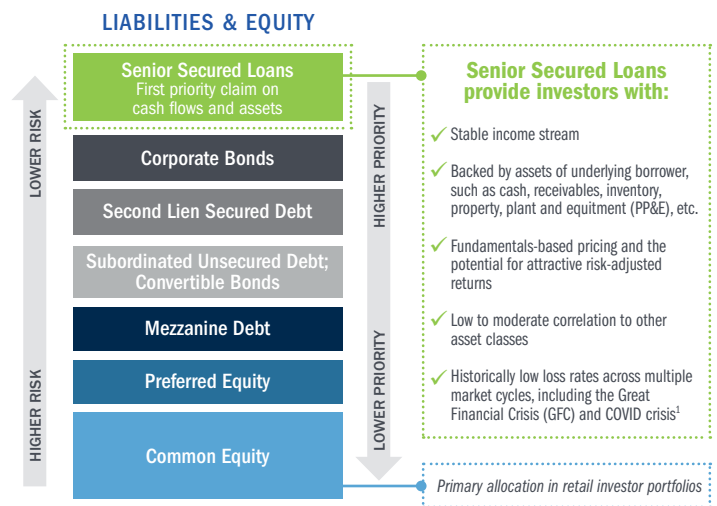 LIABILITIES & EQUITY
Senior Secured Loans
First priority claim on
cash flows and assets
Corporate Bonds
Second Lien Secured Debt
Subordinated Unsecured Debt;
Convertible Bonds
Mezzanine Debt
Preferred Equity
Common Equity
LOWER RISK
HIGHER RISK
HIGHER PRIORITY
LOWER PRIORITY
Senior Secured Loans
provide investors with:
Stable income stream
Backed by assets of underlying borrower,
such as cash, receivables, inventory,
property, plant and equitment (PP&E), etc.
Fundamentals-based pricing and the
potential for attractive risk-adjusted
returns
Low to moderate correlation to other
asset classes
Historically low loss rates across multiple
market cycles, including the Great
Financial Crisis (GFC) and COVID crisis¹
Primary allocation in retail investor portfolios